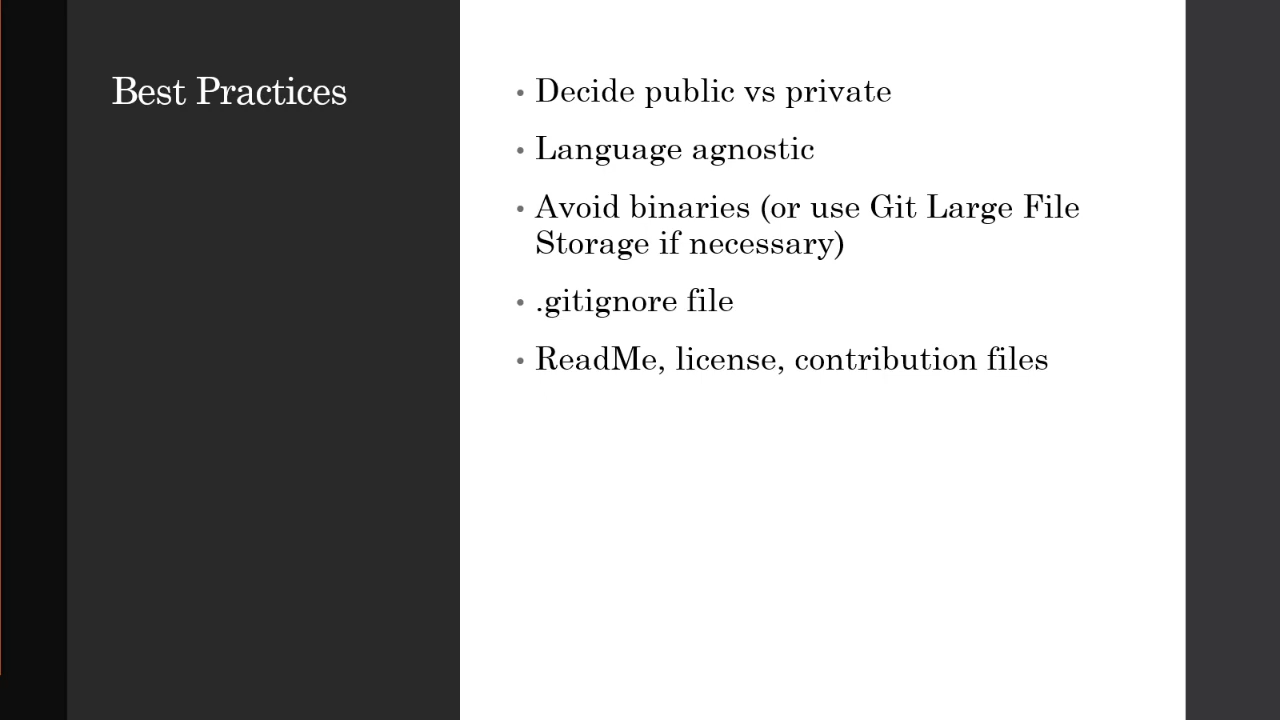 Best Practices
• Decide public vs private
• Language agnostic
• Avoid binaries (or use Git Large File
Storage if necessary)
• .gitignore file
• ReadMe, license, contribution files